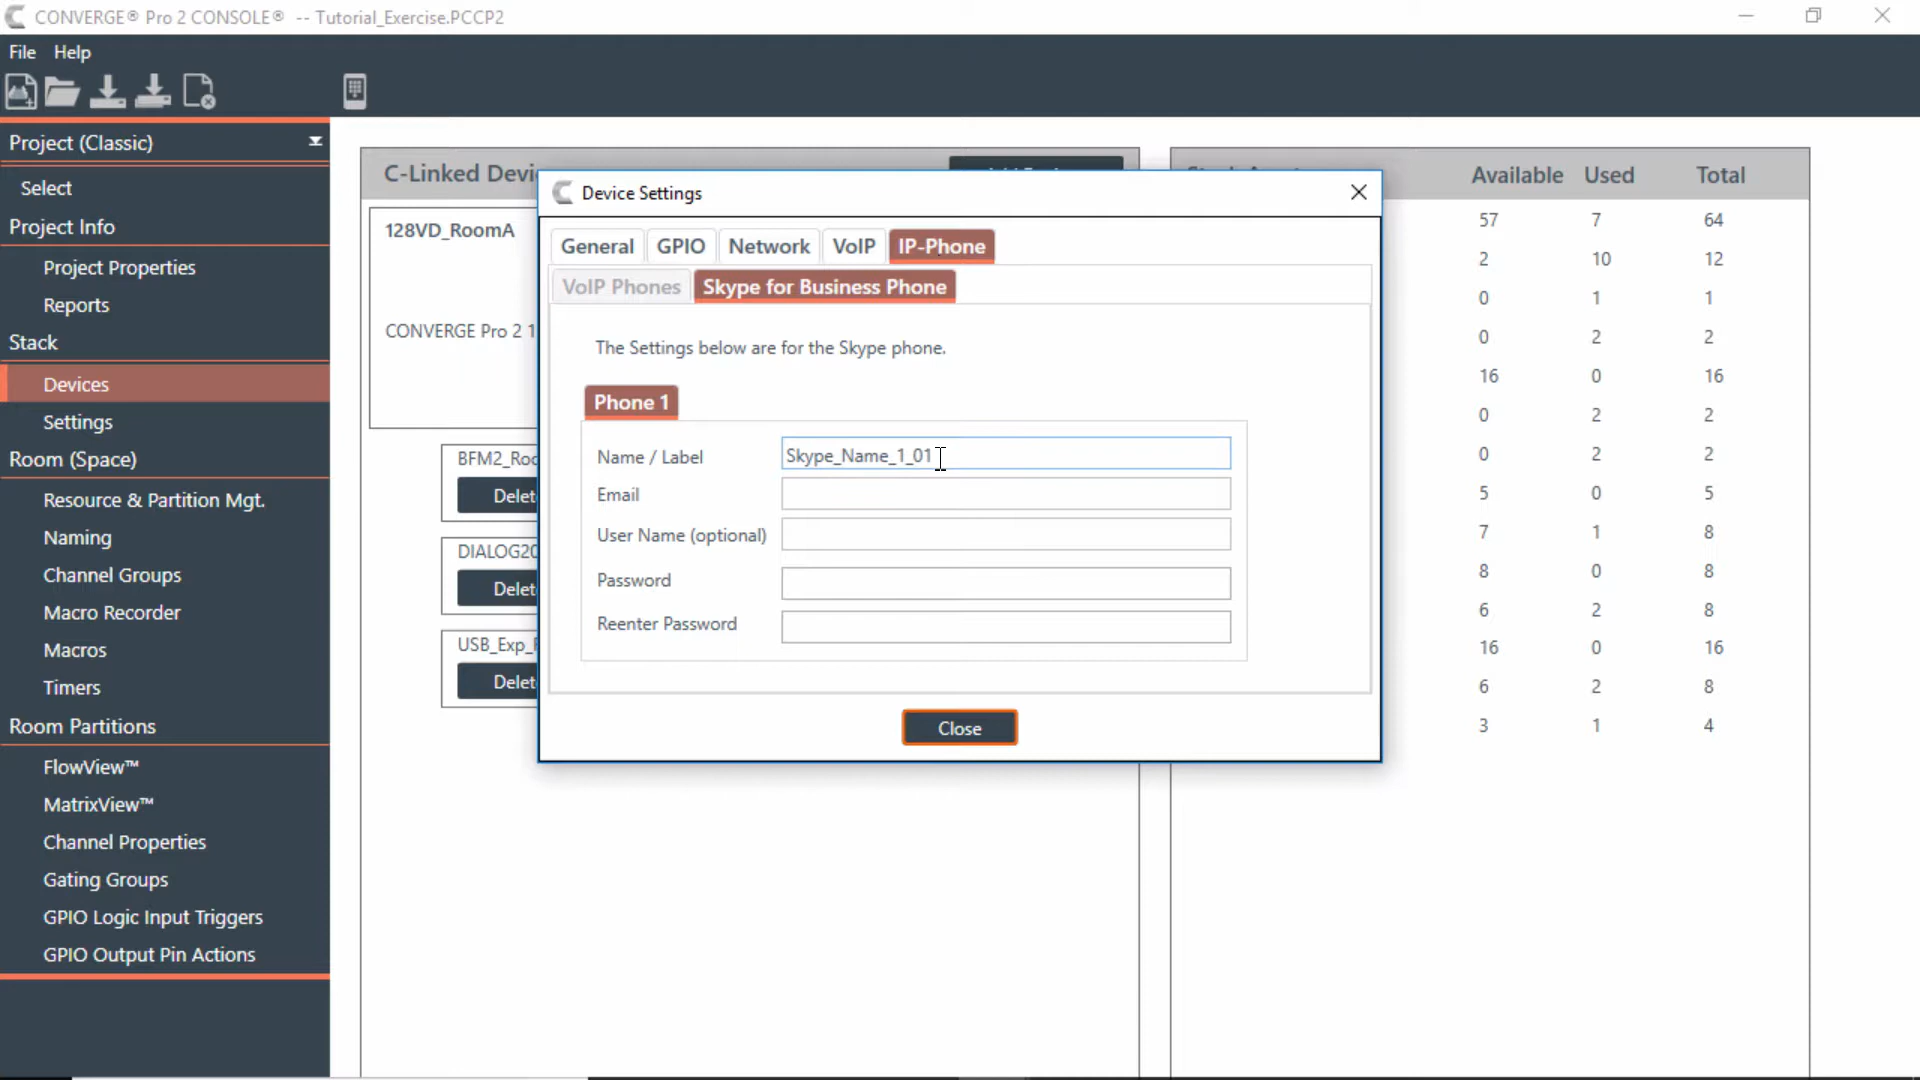 CONVERGE® Pro 2 CONSOLE® -- Tutorial_Exercise.PCCP2
File Help
Project (Classic)
Select
Project Info
Project Properties
Reports
Stack
Devices
Settings
Room (Space)
Resource & Partition Mgt.
Naming
Channel Groups
Macro Recorder
Macros
Timers
Room Partitions
FlowView™
MatrixView™
Channel Properties
Gating Groups
GPIO Logic Input Triggers
GPIO Output Pin Actions
C-Linked Devi
128VD_RoomA
CONVERGE Pro 2 1
BFM2_Roo
Delet
DIALOG20
Delet
USB_Exp_
Delet
Device Settings
General GPIO Network VoIP IP-Phone
VoIP Phones Skype for Business Phone
The Settings below are for the Skype phone.
Phone 1
Name / Label Skype_Name_1_01
Email
User Name (optional)
Password
Reenter Password
Close
Available Used Total
57 7 64
2 10 12
0 1 1
0 2 2
16 0 16
0 2 2
0 2 2
5 0 5
7 1 8
8 0 8
6 2 8
16 0 16
6 2 8
3 1 4